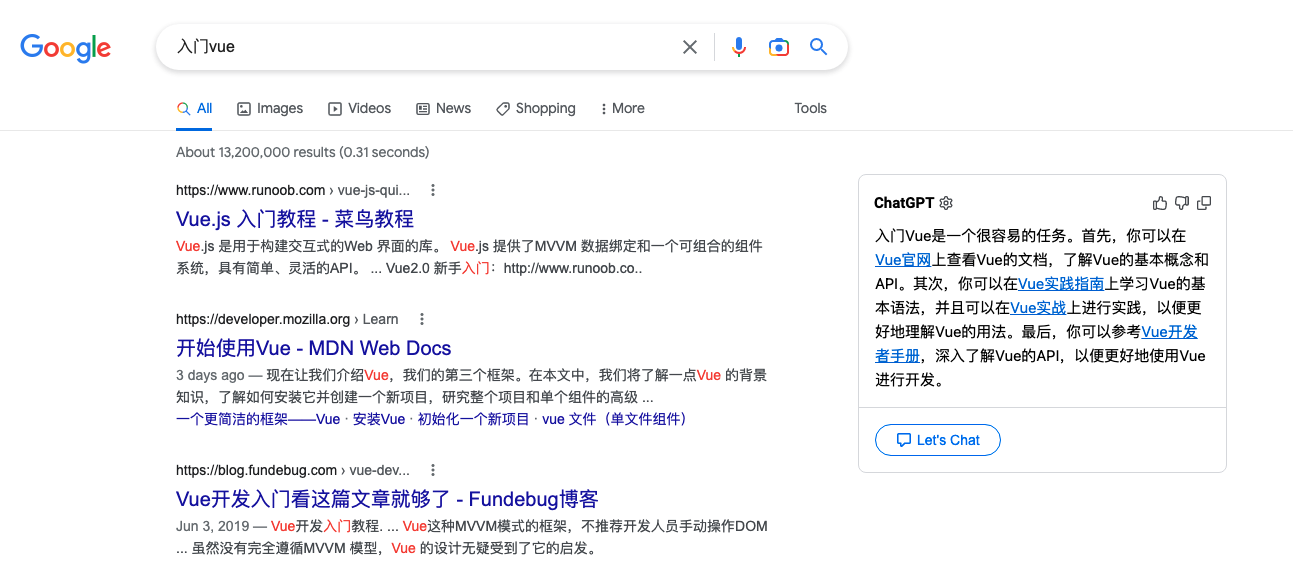 Google
入门vue
All
Images
Videos
News
Shopping
More
Tools
About 13,200,000 results (0.31 seconds)
https://www.runoob.com › vue-js-qui...
Vue.js 入门教程 - 菜鸟教程
Vue.js 是用于构建交互式的Web 界面的库。 Vue.js 提供了MVVM 数据绑定和一个可组合的组件
系统，具有简单、灵活的API。 ... Vue2.0 新手入门：http://www.runoob.co..
https://developer.mozilla.org › Learn
开始使用Vue - MDN Web Docs
3 days ago — 现在让我们介绍Vue，我们的第三个框架。在本文中，我们将了解一点Vue 的背景
知识，了解如何安装它并创建一个新项目，研究整个项目和单个组件的高级 ...
一个更简洁的框架——Vue · 安装Vue · 初始化一个新项目 · vue 文件（单文件组件）
https://blog.fundebug.com › vue-dev...
Vue开发入门看这篇文章就够了 - Fundebug博客
Jun 3, 2019 — Vue开发入门教程. ... Vue这种MVVM模式的框架，不推荐开发人员手动操作DOM
... 虽然没有完全遵循MVVM 模型，Vue 的设计无疑受到了它的启发。
ChatGPT
入门Vue是一个很容易的任务。首先，你可以在
Vue官网上查看Vue的文档，了解Vue的基本概念和
API。其次，你可以在Vue实践指南上学习Vue的基
本语法，并且可以在Vue实战上进行实践，以便更
好地理解Vue的用法。最后，你可以参考Vue开发
者手册，深入了解Vue的API，以便更好地使用Vue
进行开发。
Let's Chat